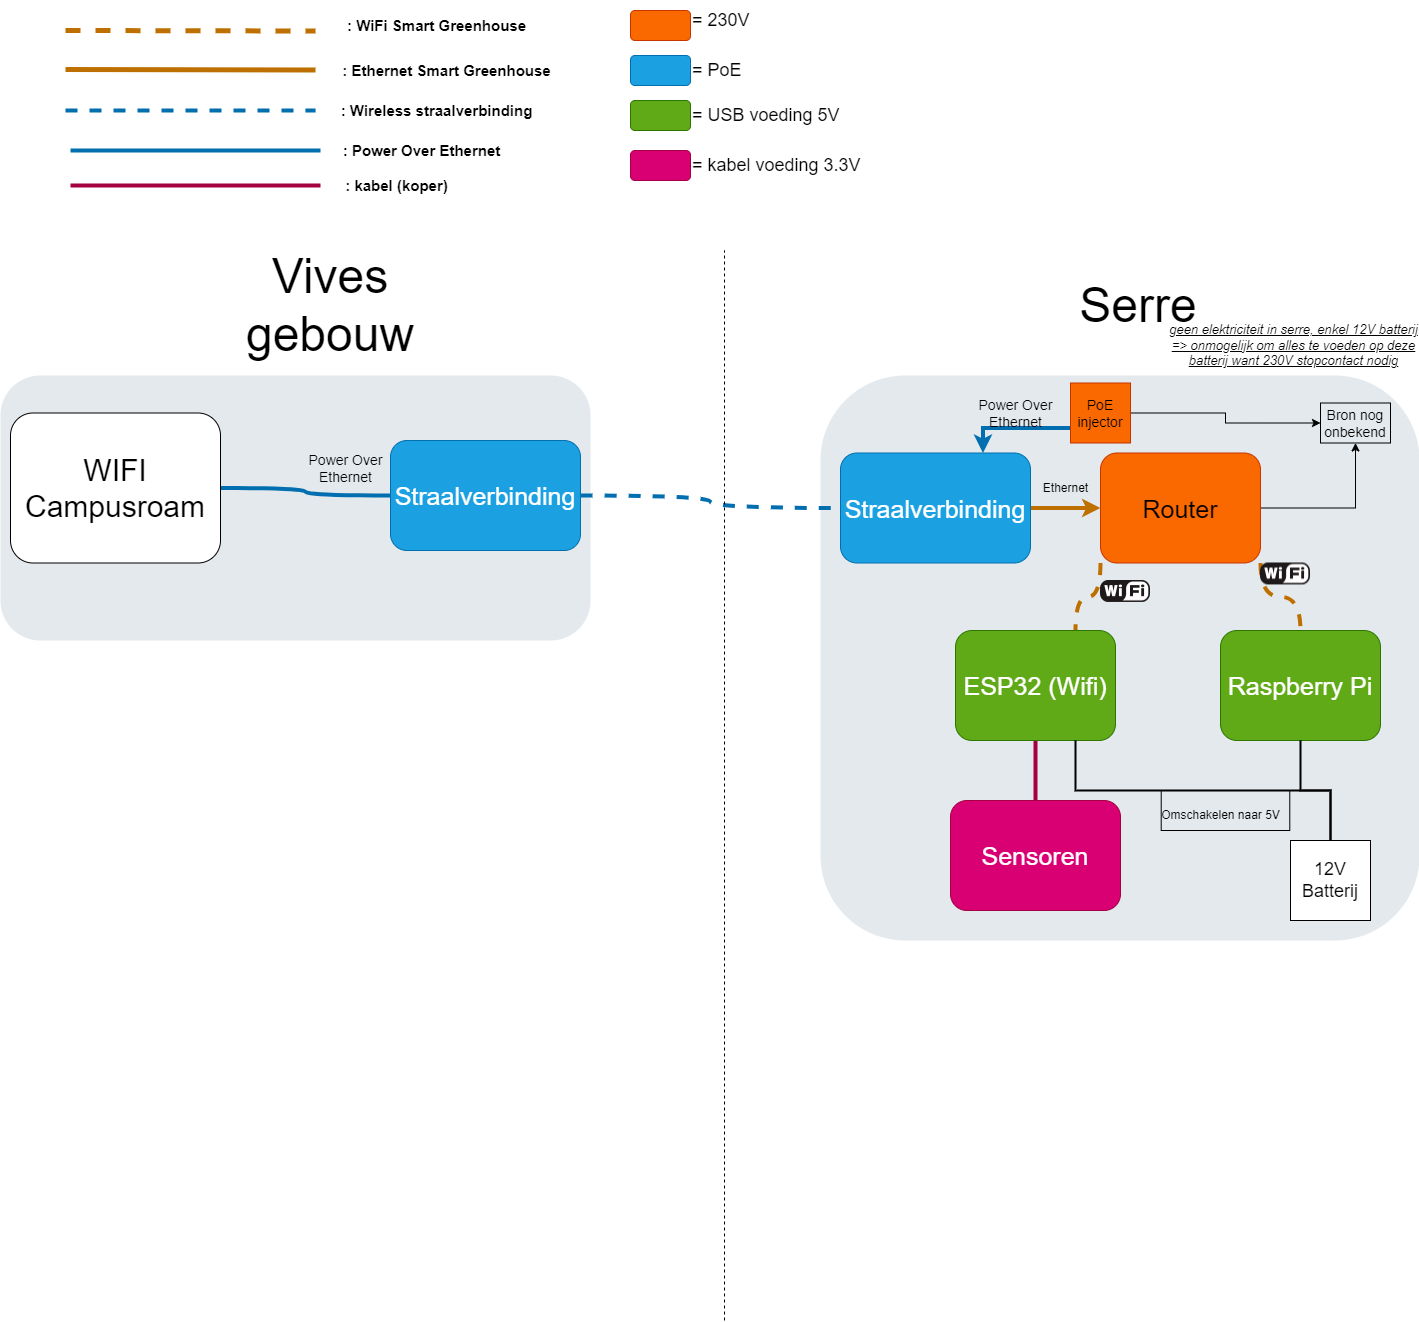 : WiFi Smart Greenhouse
: Ethernet Smart Greenhouse
: Wireless straalverbinding
: Power Over Ethernet
: kabel (koper)
= 230V
= PoE
= USB voeding 5V
= kabel voeding 3.3V
Vives
gebouw
WIFI
Campusroam
Power Over
Ethernet
Straalverbinding
Serre
geen elektriciteit in serre, enkel 12V batterij
=> onmogelijk om alles te voeden op deze
batterij want 230V stopcontact nodig
Power Over
Ethernet
PoE
injector
Bron nog
onbekend
Straalverbinding
Ethernet
Router
WiFi
WiFi
ESP32 (Wifi)
Raspberry Pi
Omschakelen naar 5V
Sensoren
12V
Batterij